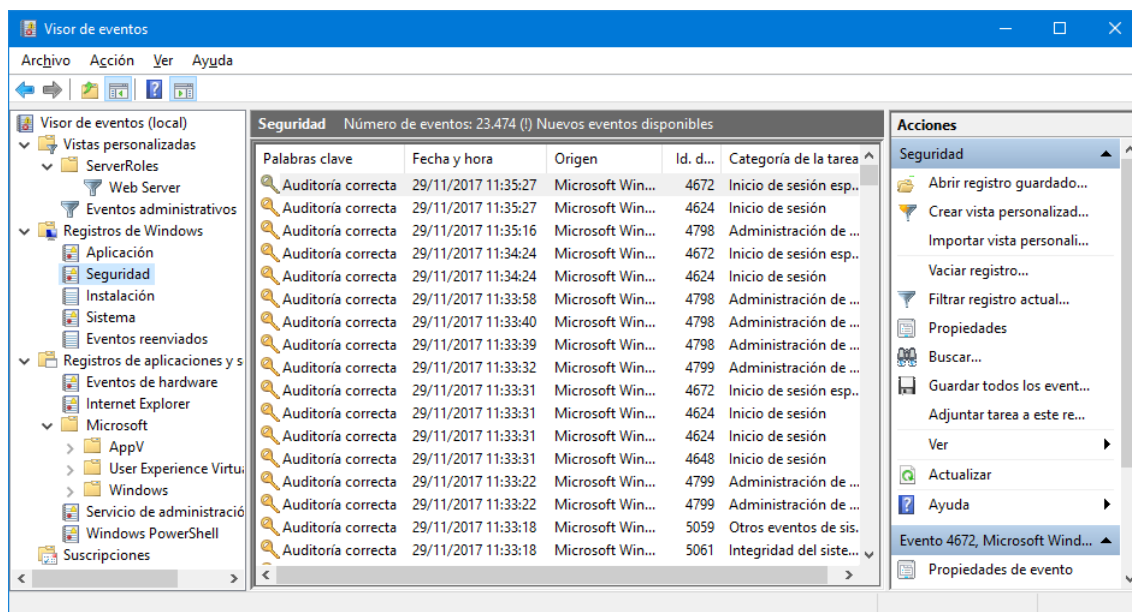 Visor de eventos
Archivo Acción Ver Ayuda
Visor de eventos (local)
Vistas personalizadas
ServerRoles
Web Server
Eventos administrativos
Registros de Windows
Aplicación
Seguridad
Instalación
Sistema
Eventos reenviados
Registros de aplicaciones y s
Eventos de hardware
Internet Explorer
Microsoft
AppV
User Experience Virtu
Windows
Servicio de administració
Windows PowerShell
Suscripciones
Seguridad Número de eventos: 23.474 (!) Nuevos eventos disponibles
Palabras clave Fecha y hora Origen Id. d... Categoría de la tarea
Auditoría correcta 29/11/2017 11:35:27 Microsoft Win... 4672 Inicio de sesión esp...
Auditoría correcta 29/11/2017 11:35:27 Microsoft Win... 4624 Inicio de sesión
Auditoría correcta 29/11/2017 11:35:16 Microsoft Win... 4798 Administración de ...
Auditoría correcta 29/11/2017 11:34:24 Microsoft Win... 4672 Inicio de sesión esp...
Auditoría correcta 29/11/2017 11:34:24 Microsoft Win... 4624 Inicio de sesión
Auditoría correcta 29/11/2017 11:33:58 Microsoft Win... 4798 Administración de ...
Auditoría correcta 29/11/2017 11:33:40 Microsoft Win... 4798 Administración de ...
Auditoría correcta 29/11/2017 11:33:39 Microsoft Win... 4798 Administración de ...
Auditoría correcta 29/11/2017 11:33:32 Microsoft Win... 4799 Administración de ...
Auditoría correcta 29/11/2017 11:33:31 Microsoft Win... 4672 Inicio de sesión esp...
Auditoría correcta 29/11/2017 11:33:31 Microsoft Win... 4624 Inicio de sesión
Auditoría correcta 29/11/2017 11:33:31 Microsoft Win... 4624 Inicio de sesión
Auditoría correcta 29/11/2017 11:33:31 Microsoft Win... 4648 Inicio de sesión
Auditoría correcta 29/11/2017 11:33:22 Microsoft Win... 4799 Administración de ...
Auditoría correcta 29/11/2017 11:33:22 Microsoft Win... 4799 Administración de ...
Auditoría correcta 29/11/2017 11:33:18 Microsoft Win... 5059 Otros eventos de sis.
Auditoría correcta 29/11/2017 11:33:18 Microsoft Win... 5061 Integridad del siste...
Acciones
Seguridad
Abrir registro guardado...
Crear vista personalizad...
Importar vista personali...
Vaciar registro...
Filtrar registro actual...
Propiedades
Buscar...
Guardar todos los event...
Adjuntar tarea a este re...
Ver
Actualizar
Ayuda
Evento 4672, Microsoft Wind...
Propiedades de evento